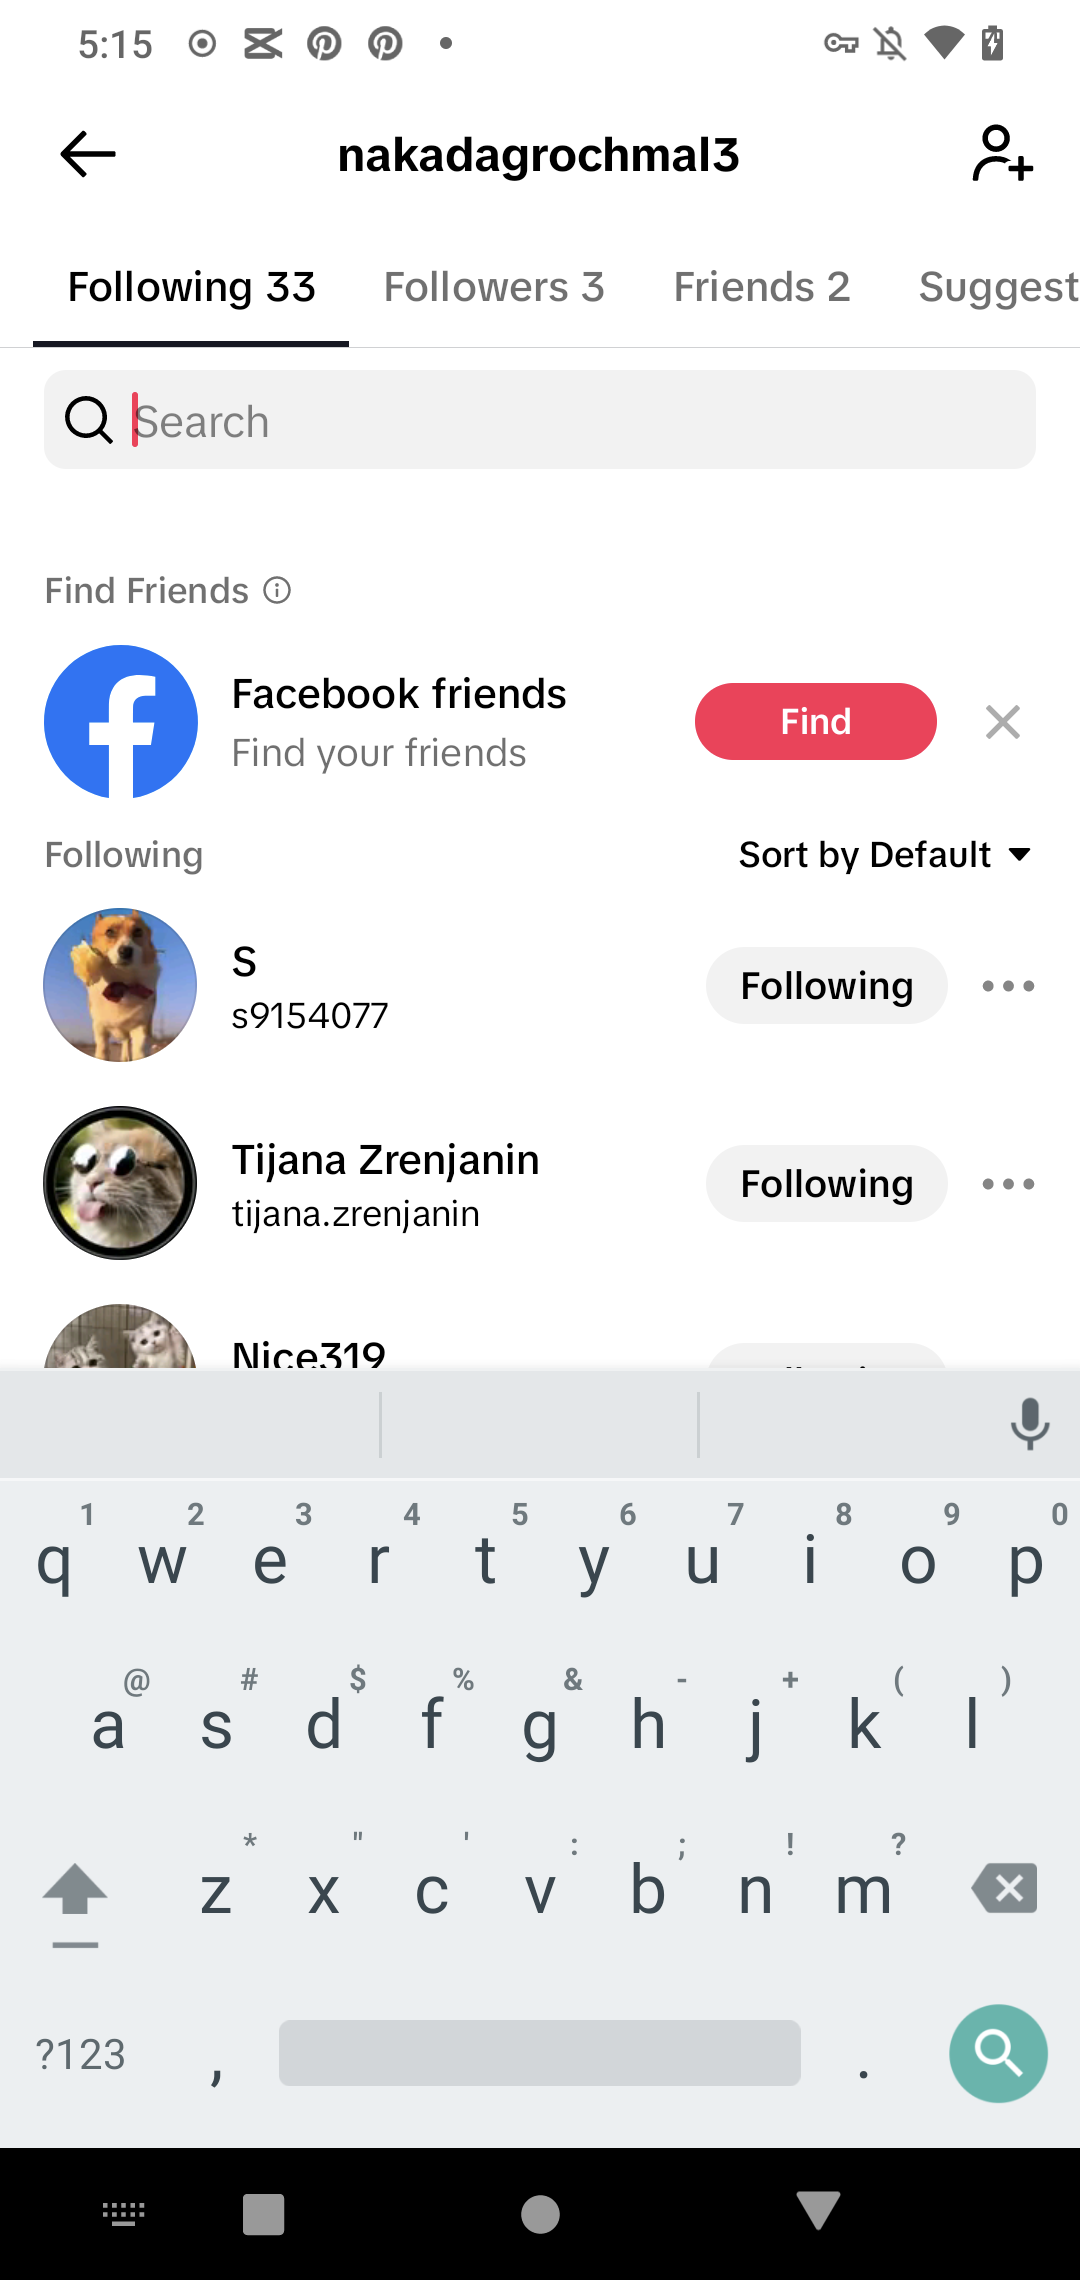 5:15
nakadagrochmal3
Following 33 Followers 3 Friends 2 Suggest
Search
Find Friends
Facebook friends
Find your friends
Find
Following
Sort by Default
S
s9154077
Following
Tijana Zrenjanin
tijana.zrenjanin
Following
Nice319
1 2 3 4 5 6 7 8 9 0
q w e r t y u i o p
@ # $ % & - + ( )
a s d f g h j k l
* " ' : ; ! ?
z x c v b n m
?123 , .